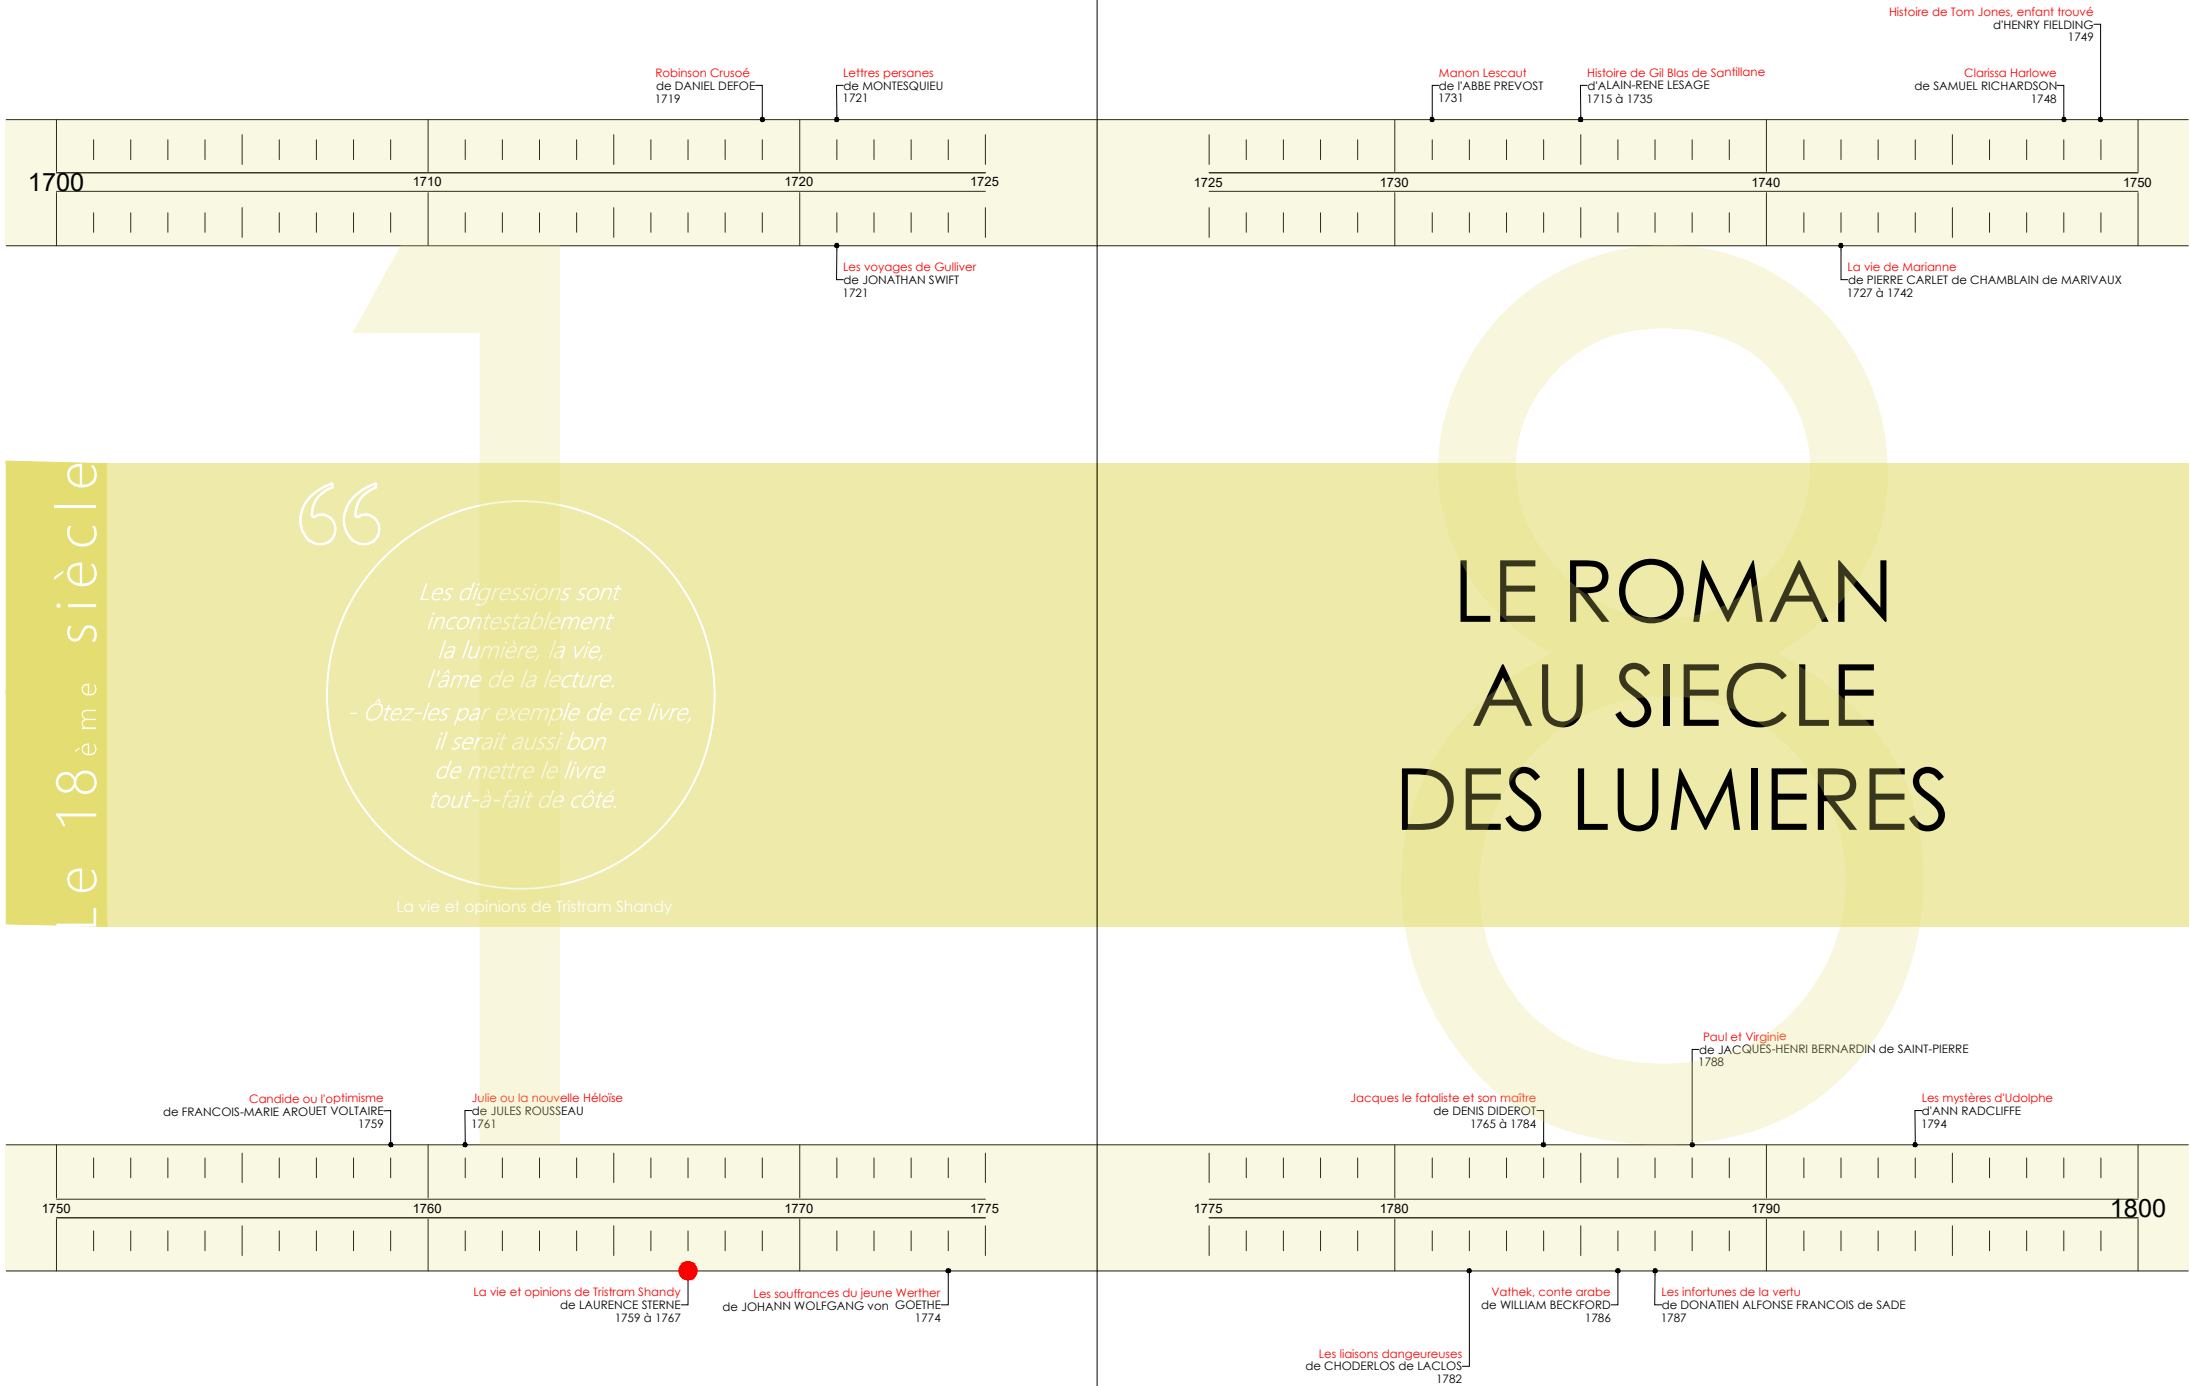 Histoire de Tom Jones, enfant trouvé
d'HENRY FIELDING
1749
Robinson Crusoé
de DANIEL DEFOE
1719
Lettres persanes
de MONTESQUIEU
1721
Manon Lescaut
de l'ABBE PREVOST
1731
Histoire de Gil Blas de Santillane
d'ALAIN-RENE LESAGE
1715 à 1735
Clarissa Harlowe
de SAMUEL RICHARDSON
1748
1700 1710 1720 1725 1725 1730 1740 1750
Les voyages de Gulliver
de JONATHAN SWIFT
1721
La vie de Marianne
de PIERRE CARLET de CHAMBLAIN de MARIVAUX
1727 à 1742
18
Le 18ème siècle
“
Les digressions sont
incontestablement
la lumière, la vie,
l'âme de la lecture.
- Ôtez-les par exemple de ce livre,
il serait aussi bon
de mettre le livre
tout-à-fait de côté.
La vie et opinions de Tristram Shandy
LE ROMAN
AU SIECLE
DES LUMIERES
Paul et Virginie
de JACQUES-HENRI BERNARDIN de SAINT-PIERRE
1788
Candide ou l'optimisme
de FRANCOIS-MARIE AROUET VOLTAIRE
1759
Julie ou la nouvelle Héloïse
de JULES ROUSSEAU
1761
Jacques le fataliste et son maître
de DENIS DIDEROT
1765 à 1784
Les mystères d'Udolphe
d'ANN RADCLIFFE
1794
1750 1760 1770 1775 1775 1780 1790 1800
La vie et opinions de Tristram Shandy
de LAURENCE STERNE
1759 à 1767
Les souffrances du jeune Werther
de JOHANN WOLFGANG von GOETHE
1774
Vathek, conte arabe
de WILLIAM BECKFORD
1786
Les infortunes de la vertu
de DONATIEN ALFONSE FRANCOIS de SADE
1787
Les liaisons dangeureuses
de CHODERLOS de LACLOS
1782